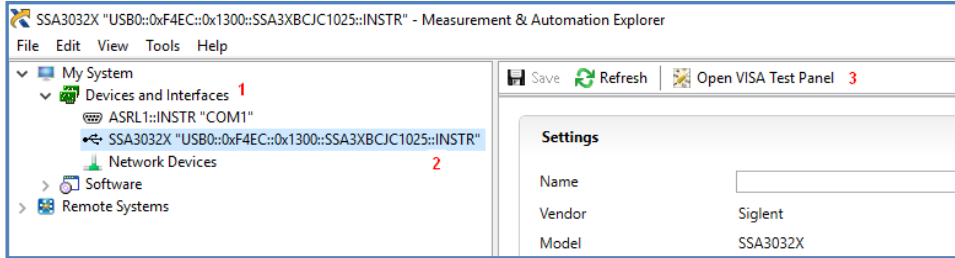 SSA3032X "USB0::0xF4EC::0x1300::SSA3XBCJC1025::INSTR" - Measurement & Automation Explorer
File Edit View Tools Help
My System
Devices and Interfaces 1
ASRL1::INSTR "COM1"
SSA3032X "USB0::0xF4EC::0x1300::SSA3XBCJC1025::INSTR"
Network Devices 2
Software
Remote Systems
Save Refresh Open VISA Test Panel 3
Settings
Name
Vendor Siglent
Model SSA3032X